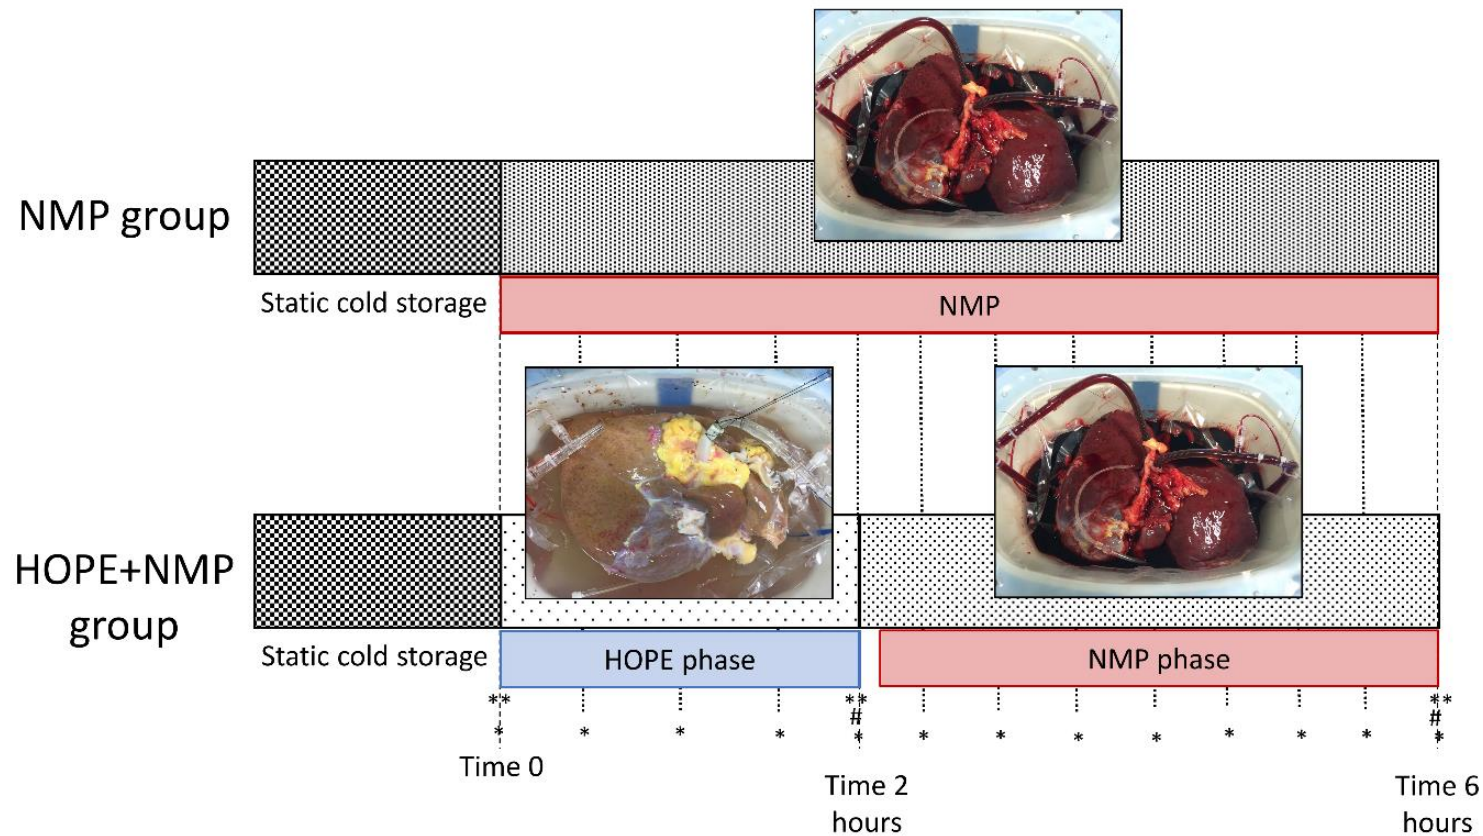 NMP group
Static cold storage
NMP
HOPE+NMP
group
Static cold storage
HOPE phase
NMP phase
** ** **
# #
* * * * * * * * * * * * *
Time 0
Time 2
hours
Time 6
hours